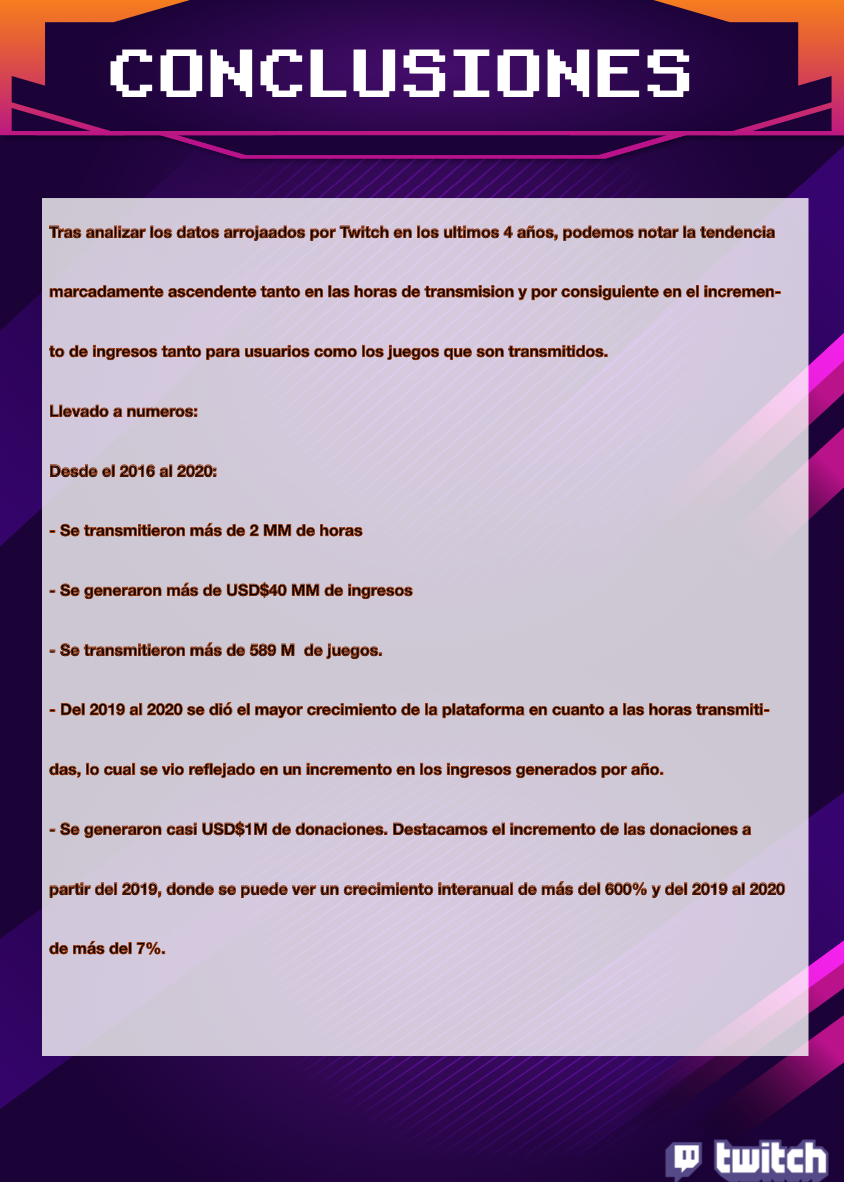 CONCLUSIONES
Tras analizar los datos arrojaados por Twitch en los ultimos 4 años, podemos notar la tendencia
marcadamente ascendente tanto en las horas de transmision y por consiguiente en el incremen-
to de ingresos tanto para usuarios como los juegos que son transmitidos.
Llevado a numeros:
Desde el 2016 al 2020:
- Se transmitieron más de 2 MM de horas
- Se generaron más de USD$40 MM de ingresos
- Se transmitieron más de 589 M  de juegos.
- Del 2019 al 2020 se dió el mayor crecimiento de la plataforma en cuanto a las horas transmiti-
das, lo cual se vio reflejado en un incremento en los ingresos generados por año.
- Se generaron casi USD$1M de donaciones. Destacamos el incremento de las donaciones a
partir del 2019, donde se puede ver un crecimiento interanual de más del 600% y del 2019 al 2020
de más del 7%.
twitch